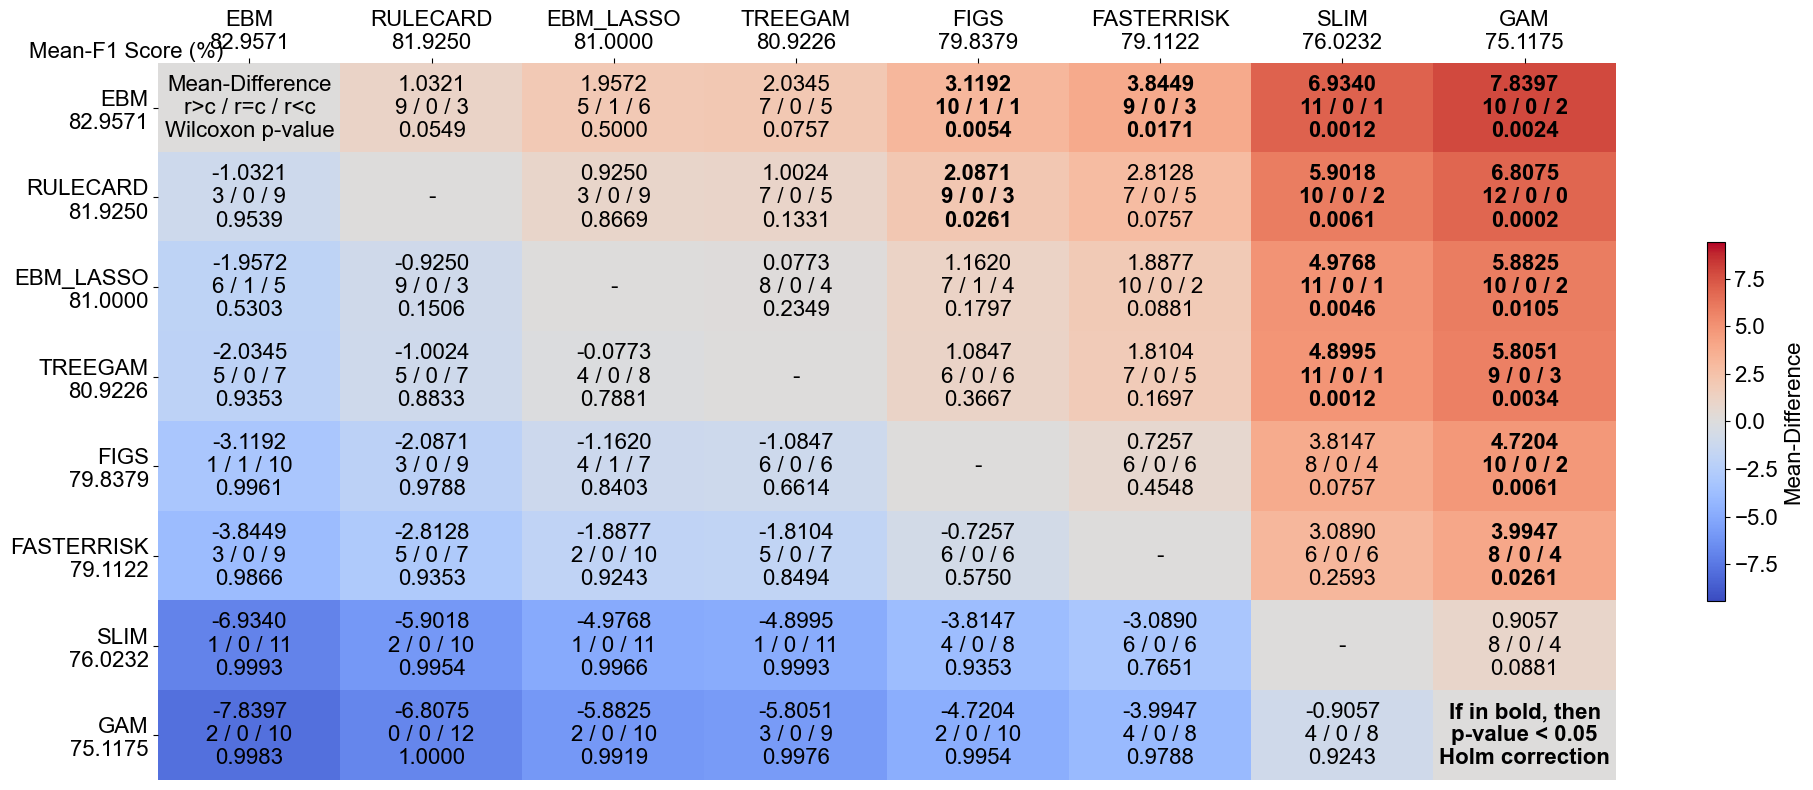 EBM RULECARD EBM_LASSO TREEGAM FIGS FASTERRISK SLIM GAM
82.9571 81.9250 81.0000 80.9226 79.8379 79.1122 76.0232 75.1175
Mean-F1 Score (%)
EBM
82.9571
Mean-Difference 1.0321 1.9572 2.0345 3.1192 3.8449 6.9340 7.8397
r>c / r=c / r<c 9 / 0 / 3 5 / 1 / 6 7 / 0 / 5 10 / 1 / 1 9 / 0 / 3 11 / 0 / 1 10 / 0 / 2
Wilcoxon p-value 0.0549 0.5000 0.0757 0.0054 0.0171 0.0012 0.0024
RULECARD
81.9250
-1.0321 0.9250 1.0024 2.0871 2.8128 5.9018 6.8075
3 / 0 / 9 - 3 / 0 / 9 7 / 0 / 5 9 / 0 / 3 7 / 0 / 5 10 / 0 / 2 12 / 0 / 0
0.9539 0.8669 0.1331 0.0261 0.0757 0.0061 0.0002
EBM_LASSO
81.0000
-1.9572 -0.9250 0.0773 1.1620 1.8877 4.9768 5.8825
6 / 1 / 5 9 / 0 / 3 - 8 / 0 / 4 7 / 1 / 4 10 / 0 / 2 11 / 0 / 1 10 / 0 / 2
0.5303 0.1506 0.2349 0.1797 0.0881 0.0046 0.0105
TREEGAM
80.9226
-2.0345 -1.0024 -0.0773 1.0847 1.8104 4.8995 5.8051
5 / 0 / 7 5 / 0 / 7 4 / 0 / 8 - 6 / 0 / 6 7 / 0 / 5 11 / 0 / 1 9 / 0 / 3
0.9353 0.8833 0.7881 0.3667 0.1697 0.0012 0.0034
FIGS
79.8379
-3.1192 -2.0871 -1.1620 -1.0847 0.7257 3.8147 4.7204
1 / 1 / 10 3 / 0 / 9 4 / 1 / 7 6 / 0 / 6 - 6 / 0 / 6 8 / 0 / 4 10 / 0 / 2
0.9961 0.9788 0.8403 0.6614 0.4548 0.0757 0.0061
FASTERRISK
79.1122
-3.8449 -2.8128 -1.8877 -1.8104 -0.7257 3.0890 3.9947
3 / 0 / 9 5 / 0 / 7 2 / 0 / 10 5 / 0 / 7 6 / 0 / 6 - 6 / 0 / 6 8 / 0 / 4
0.9866 0.9353 0.9243 0.8494 0.5750 0.2593 0.0261
SLIM
76.0232
-6.9340 -5.9018 -4.9768 -4.8995 -3.8147 -3.0890 0.9057
1 / 0 / 11 2 / 0 / 10 1 / 0 / 11 1 / 0 / 11 4 / 0 / 8 6 / 0 / 6 - 8 / 0 / 4
0.9993 0.9954 0.9966 0.9993 0.9353 0.7651 0.0881
GAM
75.1175
-7.8397 -6.8075 -5.8825 -5.8051 -4.7204 -3.9947 -0.9057 If in bold, then
2 / 0 / 10 0 / 0 / 12 2 / 0 / 10 3 / 0 / 9 2 / 0 / 10 4 / 0 / 8 4 / 0 / 8 p-value < 0.05
0.9983 1.0000 0.9919 0.9976 0.9954 0.9788 0.9243 Holm correction
7.5
5.0
2.5
0.0
−2.5
−5.0
−7.5
Mean-Difference